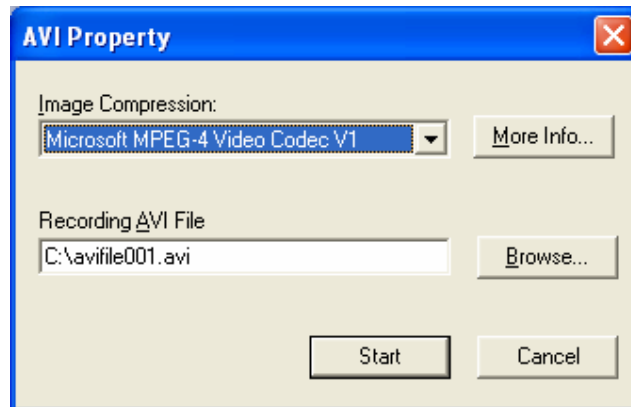 AVI Property
Image Compression:
Microsoft MPEG-4 Video Codec V1
More Info...
Recording AVI File
C:\avifile001.avi
Browse...
Start
Cancel